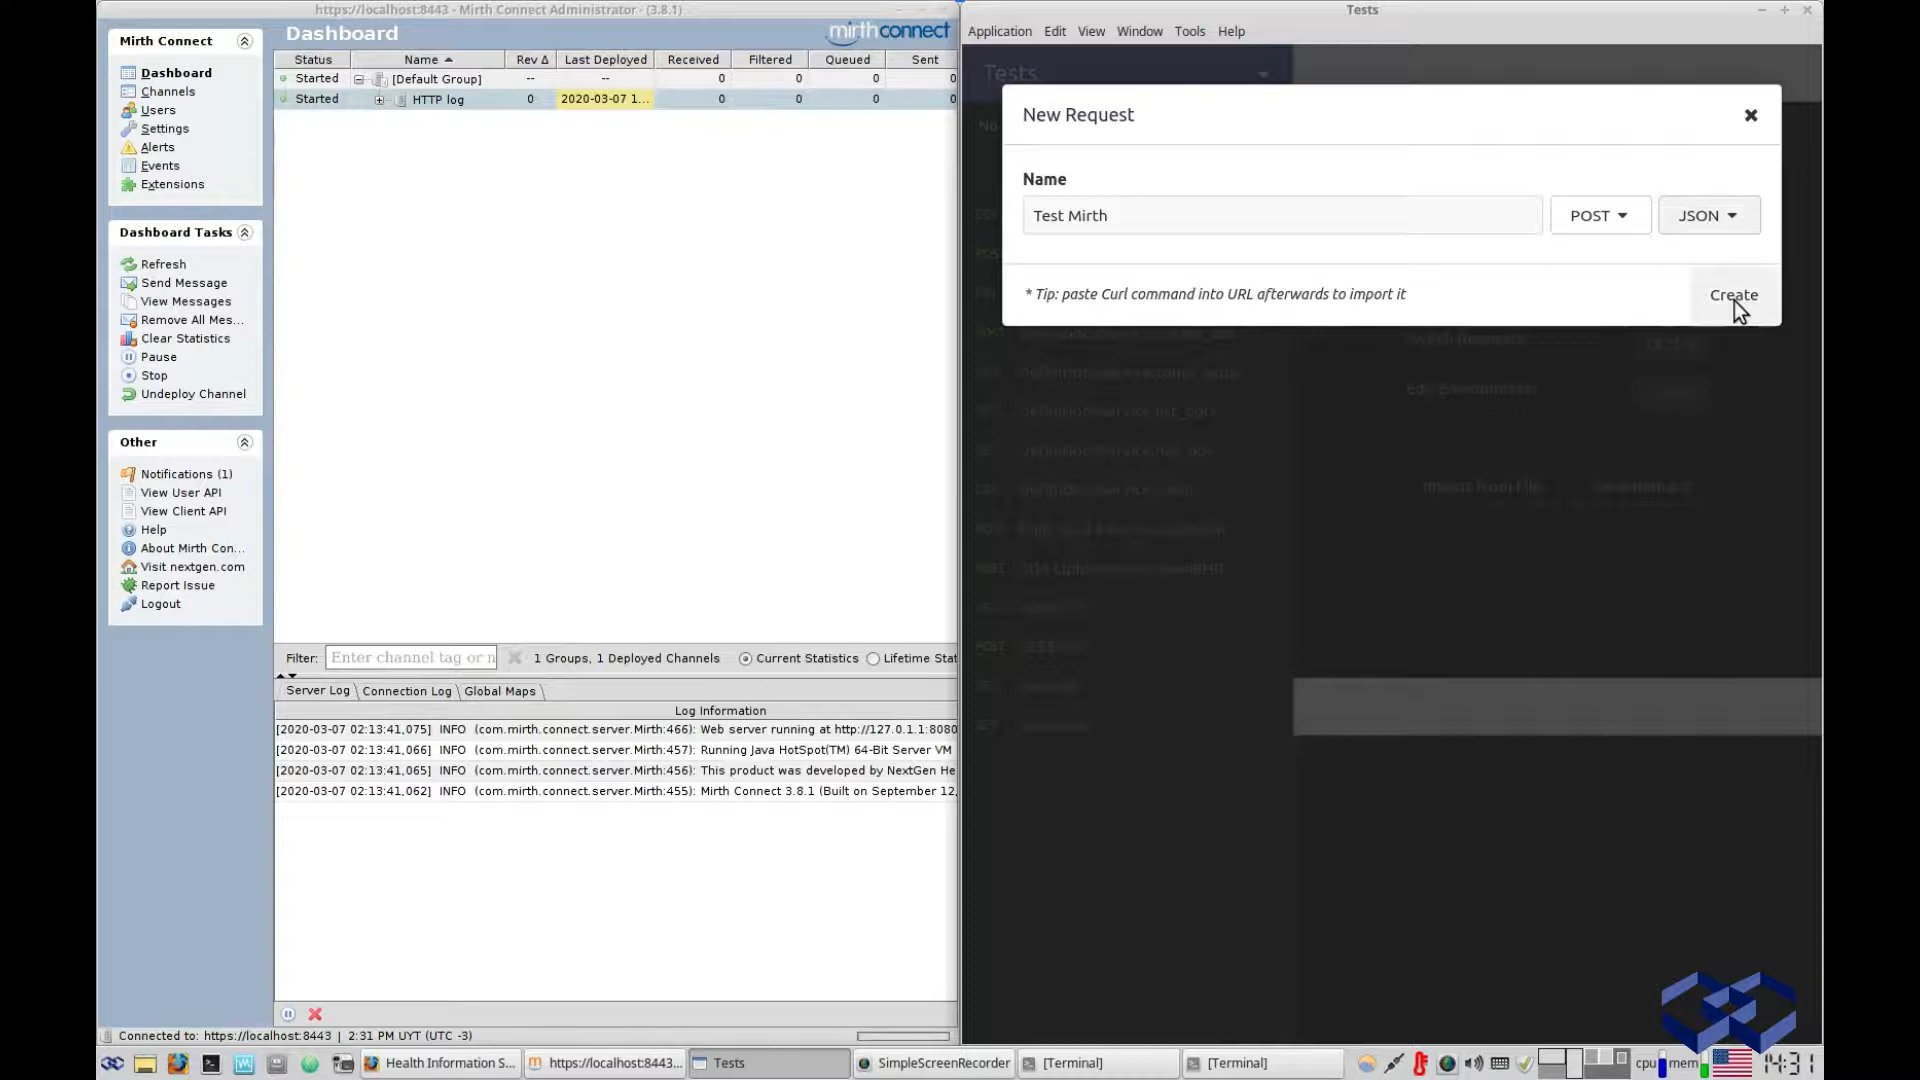 https://localhost:8443 - Mirth Connect Administrator - (3.8.1)
Mirth Connect
Dashboard
Channels
Users
Settings
Alerts
Events
Extensions
Dashboard Tasks
Refresh
Send Message
View Messages
Remove All Mes...
Clear Statistics
Pause
Stop
Undeploy Channel
Other
Notifications (1)
View User API
View Client API
Help
About Mirth Con...
Visit nextgen.com
Report Issue
Logout
Dashboard
mirth connect
Status Name Rev Δ Last Deployed Received Filtered Queued Sent
Started [Default Group] -- -- 0 0 0 0
Started HTTP log 0 2020-03-07 1... 0 0 0 0
Filter: Enter channel tag or n 1 Groups, 1 Deployed Channels Current Statistics Lifetime Stat
Server Log Connection Log Global Maps
Log Information
[2020-03-07 02:13:41,075] INFO (com.mirth.connect.server.Mirth:466): Web server running at http://127.0.1.1:8080
[2020-03-07 02:13:41,066] INFO (com.mirth.connect.server.Mirth:457): Running Java HotSpot(TM) 64-Bit Server VM
[2020-03-07 02:13:41,065] INFO (com.mirth.connect.server.Mirth:456): This product was developed by NextGen He
[2020-03-07 02:13:41,062] INFO (com.mirth.connect.server.Mirth:455): Mirth Connect 3.8.1 (Built on September 12,
Connected to: https://localhost:8443 | 2:31 PM UYT (UTC -3)
Tests
Application Edit View Window Tools Help
Tests
New Request
Name
Test Mirth POST JSON
* Tip: paste Curl command into URL afterwards to import it
Create
Health Information S... https://localhost:8443... Tests SimpleScreenRecorder [Terminal] [Terminal] cpu mem 14:31